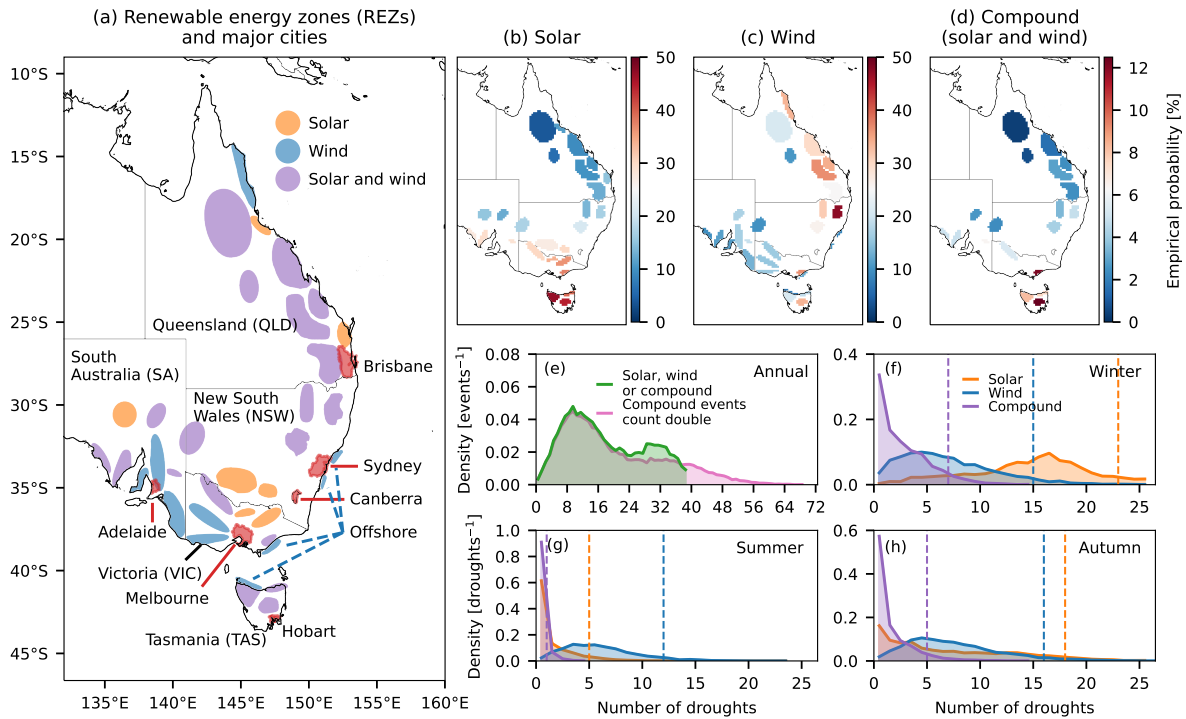 (a) Renewable energy zones (REZs)
and major cities
10°S
15°S
20°S
25°S
30°S
35°S
40°S
45°S
135°E
140°E
145°E
150°E
155°E
160°E
Solar
Wind
Solar and wind
Queensland (QLD)
South
Australia (SA)
New South
Wales (NSW)
Brisbane
Sydney
Canberra
Offshore
Adelaide
Victoria (VIC)
Melbourne
Tasmania (TAS)
Hobart
(b) Solar
50
40
30
20
10
0
(c) Wind
50
40
30
20
10
0
(d) Compound
(solar and wind)
12
10
8
6
4
2
0
Empirical probability [%]
(e)
Annual
Solar, wind
or compound
Compound events
count double
Density [events⁻¹]
0.08
0.06
0.04
0.02
0.00
0 8 16 24 32 40 48 56 64 72
(f)
Winter
Solar
Wind
Compound
0.4
0.2
0.0
0 5 10 15 20 25
(g)
Summer
Density [droughts⁻¹]
1.0
0.8
0.6
0.4
0.2
0.0
0 5 10 15 20 25
Number of droughts
(h)
Autumn
0.6
0.4
0.2
0.0
0 5 10 15 20 25
Number of droughts